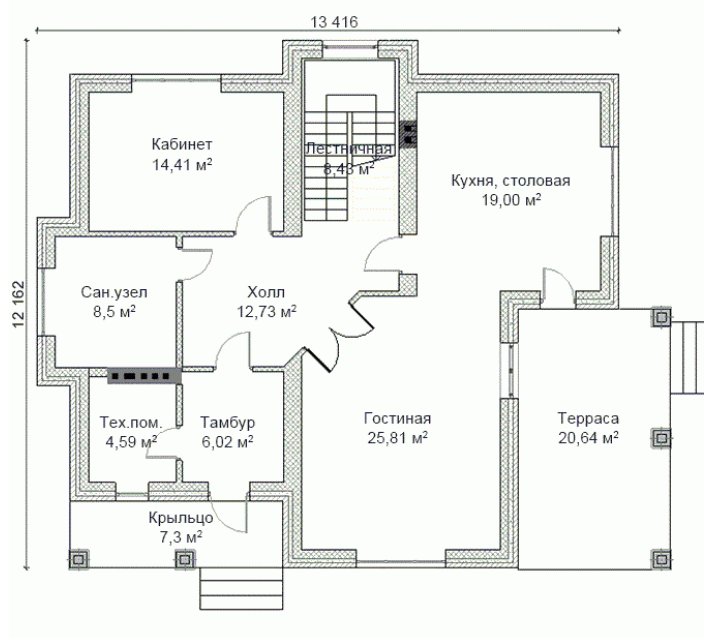 13 416
Кабинет
14,41 м²
Лестничная
8,43 м²
Кухня, столовая
19,00 м²
12 162
Сан.узел
8,5 м²
Холл
12,73 м²
Тех.пом.
4,59 м²
Тамбур
6,02 м²
Гостиная
25,81 м²
Терраса
20,64 м²
Крыльцо
7,3 м²